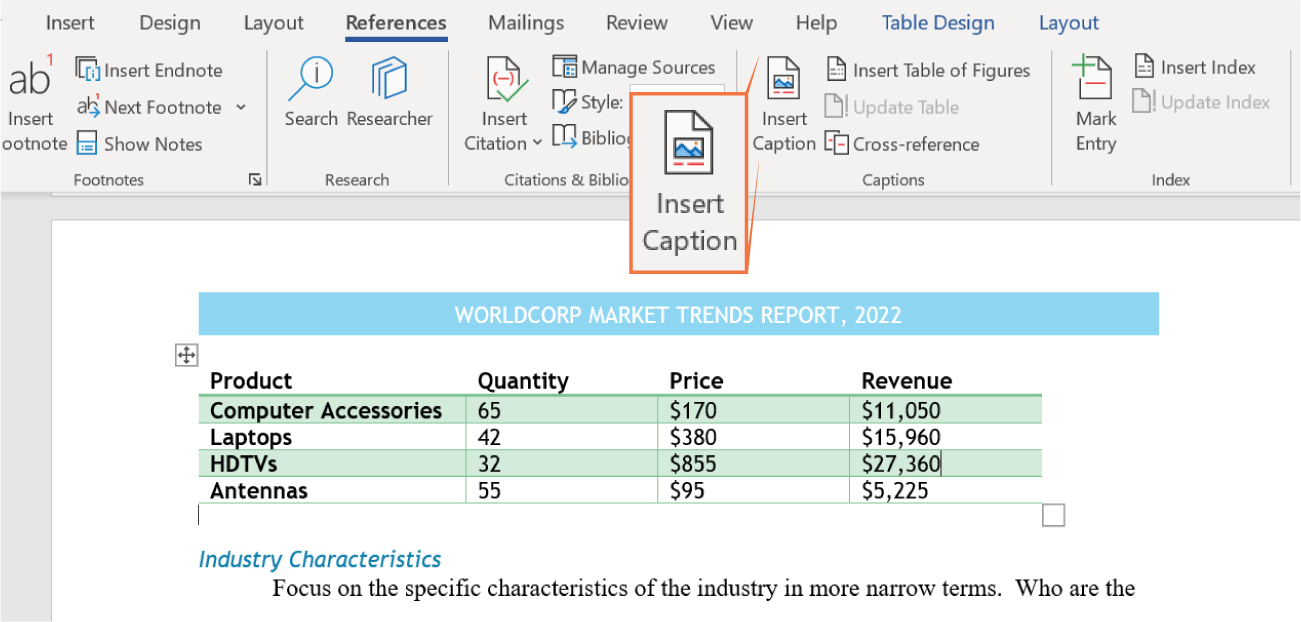 Insert Design Layout References Mailings Review View Help Table Design Layout
ab1 Insert Endnote Manage Sources Insert Table of Figures Insert Index
ab1 Next Footnote Style: Update Table Update Index
Insert Search Researcher Insert Insert Mark
ootnote Show Notes Citation Biblio Caption Cross-reference Entry
Footnotes Research Citations & Biblio Captions Index
Insert
Caption
WORLDCORP MARKET TRENDS REPORT, 2022
Product Quantity Price Revenue
Computer Accessories 65 $170 $11,050
Laptops 42 $380 $15,960
HDTVs 32 $855 $27,360
Antennas 55 $95 $5,225
Industry Characteristics
Focus on the specific characteristics of the industry in more narrow terms.  Who are the